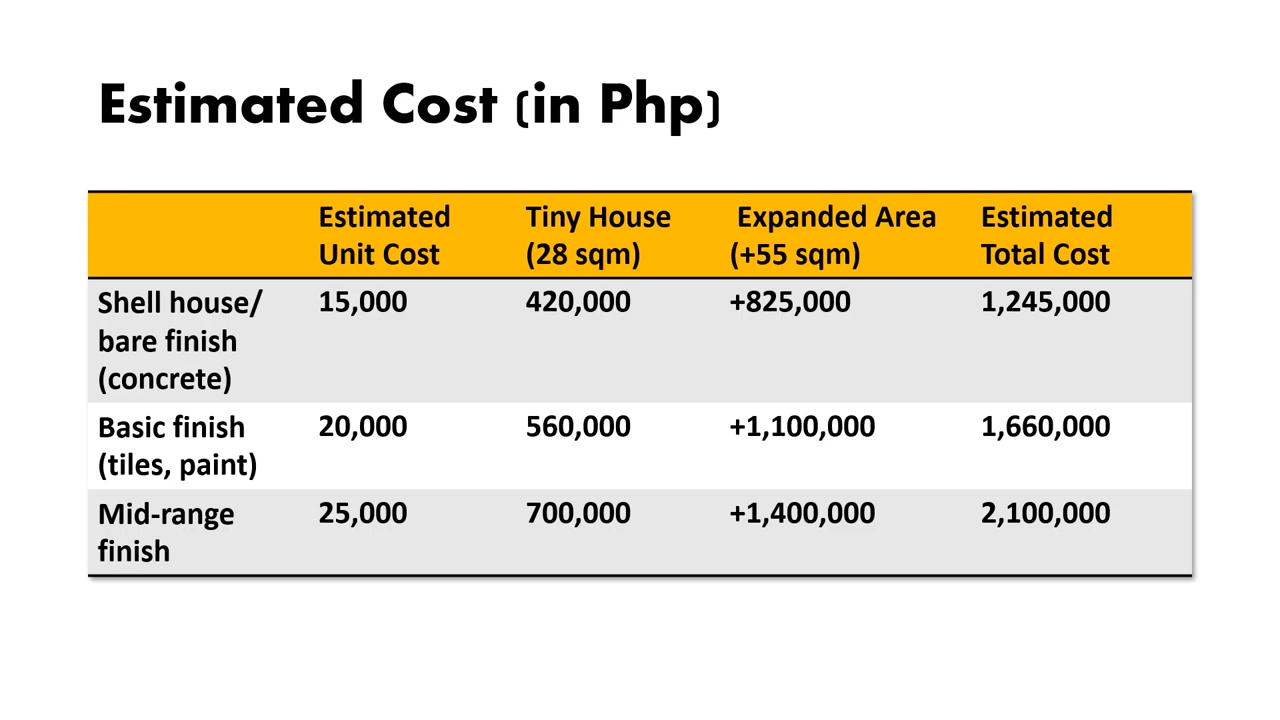 Estimated Cost (in Php)
Estimated Unit Cost Tiny House (28 sqm) Expanded Area (+55 sqm) Estimated Total Cost
Shell house/ bare finish (concrete) 15,000 420,000 +825,000 1,245,000
Basic finish (tiles, paint) 20,000 560,000 +1,100,000 1,660,000
Mid-range finish 25,000 700,000 +1,400,000 2,100,000